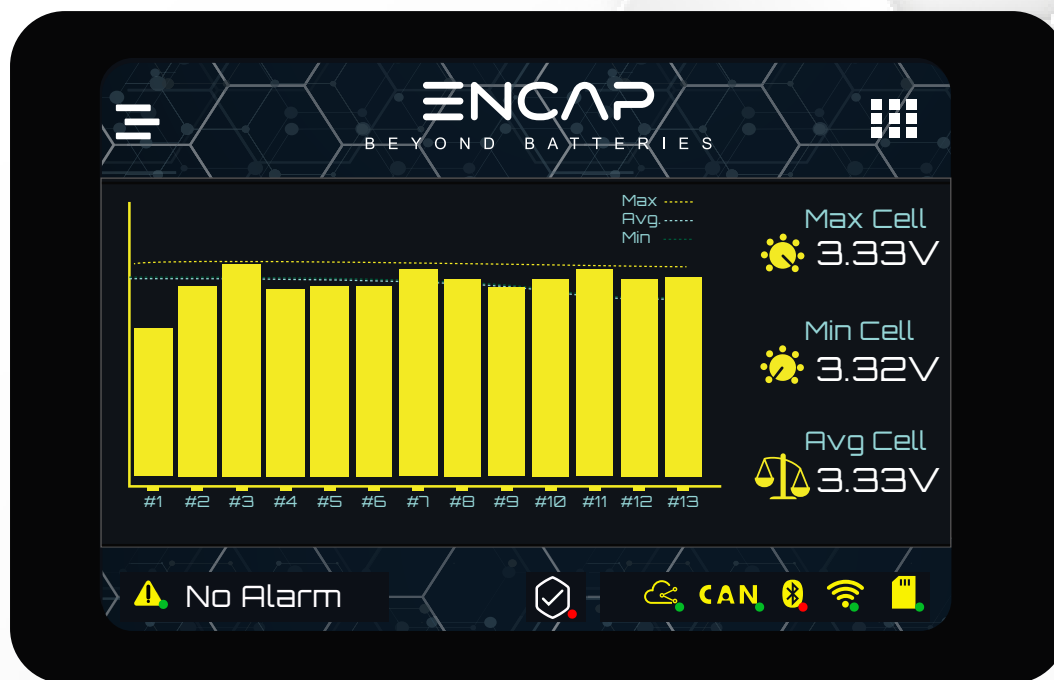 ENCAP
BEYOND BATTERIES
Max
Avg.
Min
Max Cell
3.33V
Min Cell
3.32V
Avg Cell
3.33V
#1 #2 #3 #4 #5 #6 #7 #8 #9 #10 #11 #12 #13
No Alarm
CAN